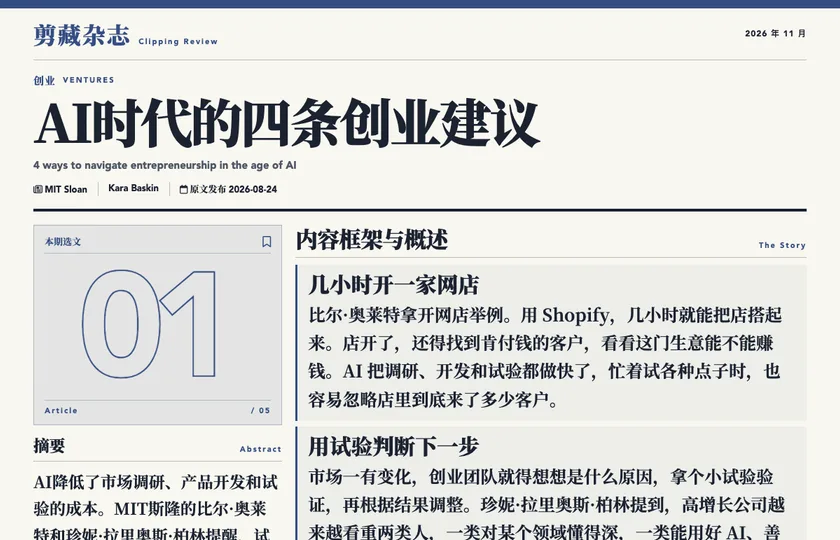 剪藏杂志 Clipping Review
2026 年 11 月
创业 VENTURES
AI时代的四条创业建议
4 ways to navigate entrepreneurship in the age of AI
MIT Sloan
Kara Baskin
原文发布 2026-08-24
本期选文
01
Article / 05
摘要 Abstract
AI降低了市场调研、产品开发和试
验的成本。MIT斯隆的比尔·奥莱
特和珍妮·拉里奥斯·柏林提醒，试
内容框架与概述 The Story
几小时开一家网店
比尔·奥莱特拿开网店举例。用 Shopify，几小时就能把店搭起
来。店开了，还得找到肯付钱的客户，看看这门生意能不能赚
钱。AI 把调研、开发和试验都做快了，忙着试各种点子时，也
容易忽略店里到底来了多少客户。
用试验判断下一步
市场一有变化，创业团队就得想想是什么原因，拿个小试验验
证，再根据结果调整。珍妮·拉里奥斯·柏林提到，高增长公司越
来越看重两类人，一类对某个领域懂得深，一类能用好 AI、善